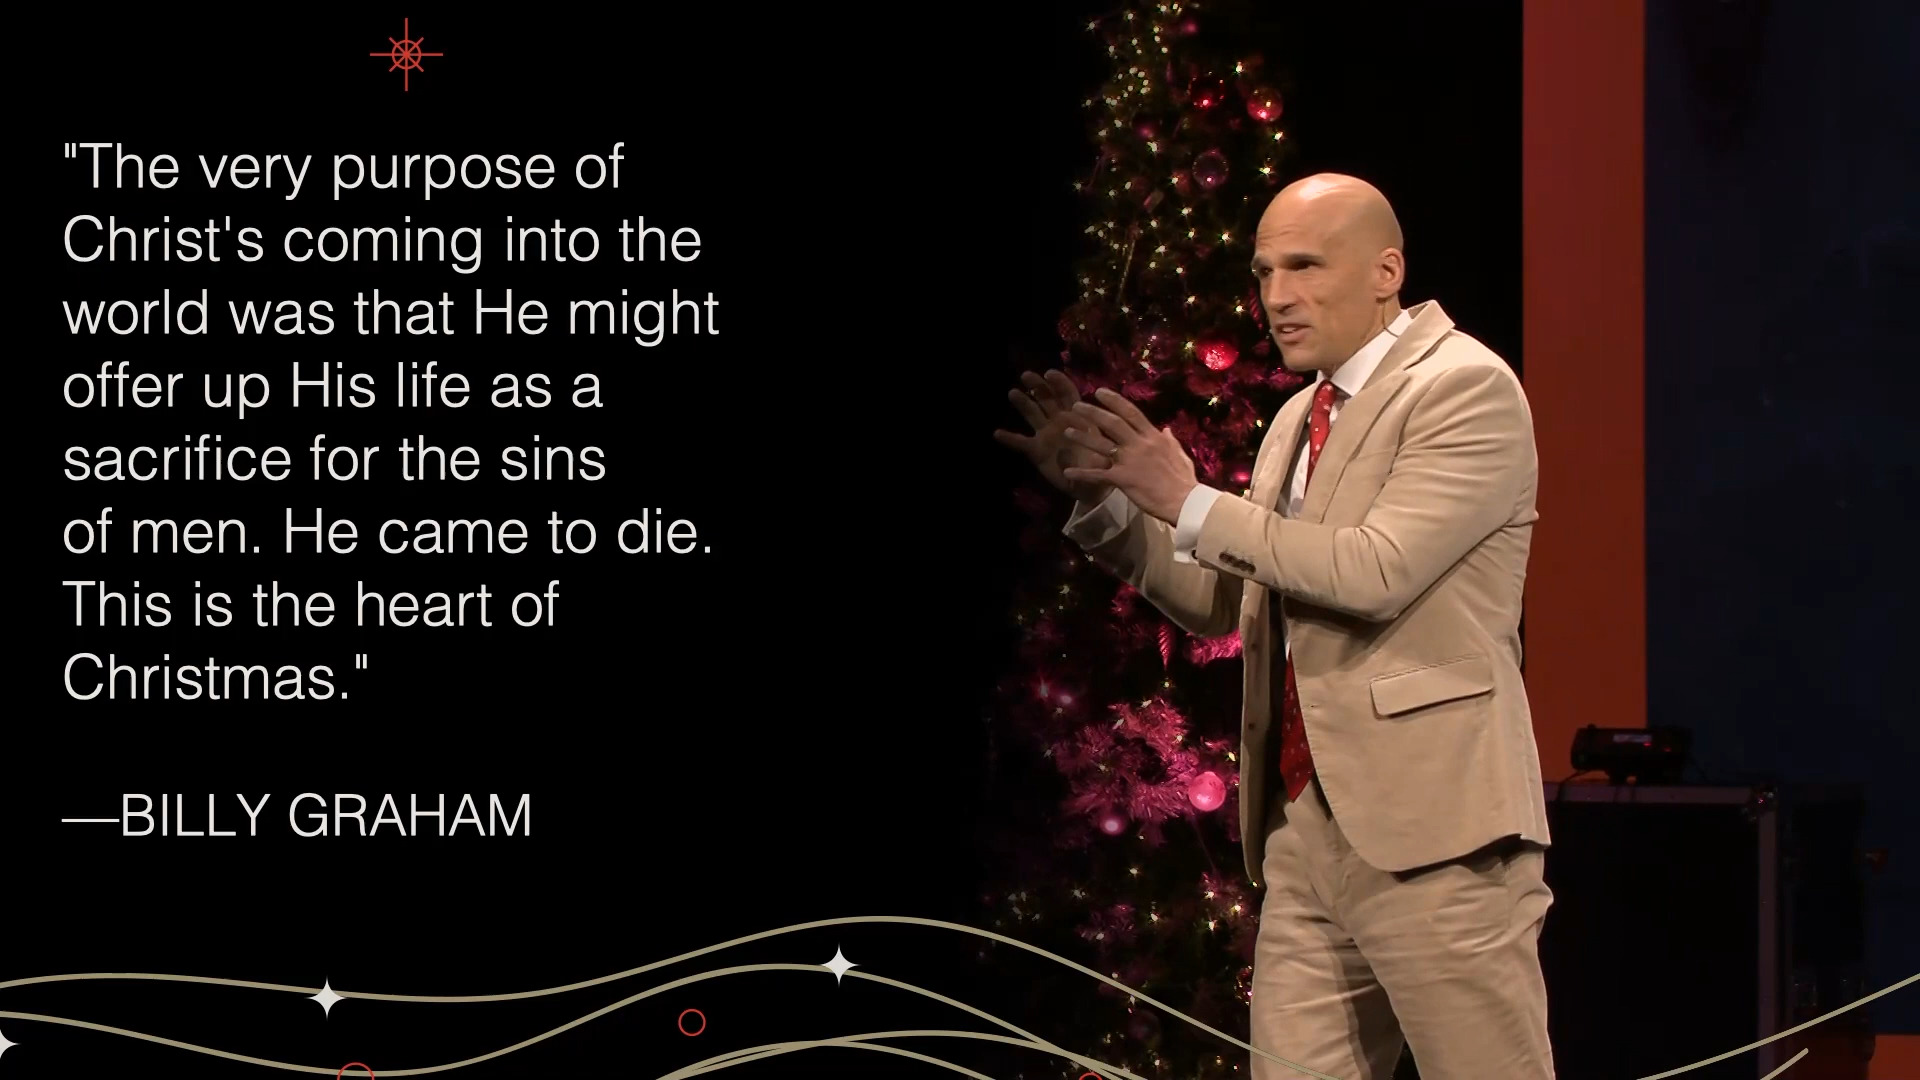 "The very purpose of
Christ's coming into the
world was that He might
offer up His life as a
sacrifice for the sins
of men. He came to die.
This is the heart of
Christmas."
—BILLY GRAHAM